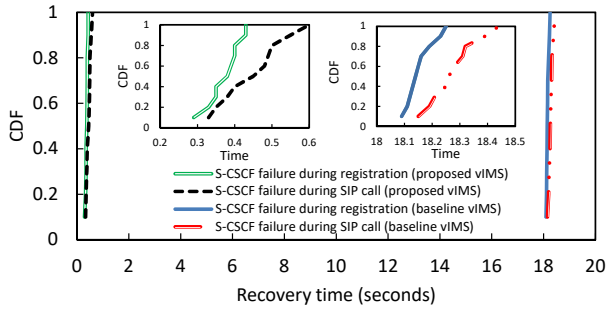 1
0.8
0.6
0.4
0.2
0
CDF
1
0.8
0.6
0.4
0.2
0
CDF
0.2 0.3 0.4 0.5 0.6
Time
1
0.8
0.6
0.4
0.2
0
CDF
18 18.1 18.2 18.3 18.4 18.5
Time
S-CSCF failure during registration (proposed vIMS)
S-CSCF failure during SIP call (proposed vIMS)
S-CSCF failure during registration (baseline vIMS)
S-CSCF failure during SIP call (baseline vIMS)
0 2 4 6 8 10 12 14 16 18 20
Recovery time (seconds)